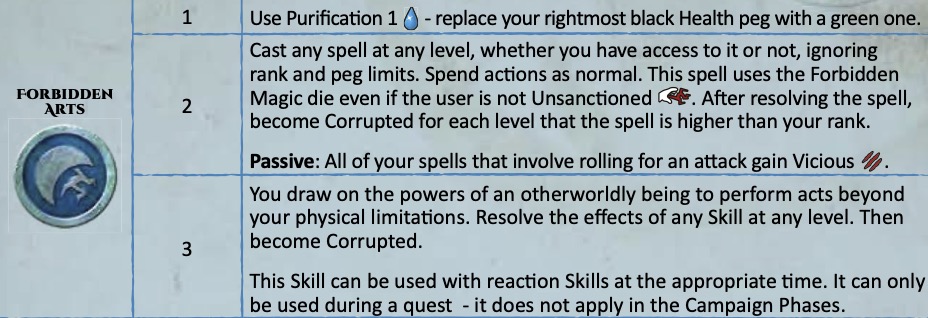 FORBIDDEN
ARTS
1
Use Purification 1 - replace your rightmost black Health peg with a green one.
2
Cast any spell at any level, whether you have access to it or not, ignoring
rank and peg limits. Spend actions as normal. This spell uses the Forbidden
Magic die even if the user is not Unsanctioned . After resolving the spell,
become Corrupted for each level that the spell is higher than your rank.
Passive: All of your spells that involve rolling for an attack gain Vicious .
3
You draw on the powers of an otherworldly being to perform acts beyond
your physical limitations. Resolve the effects of any Skill at any level. Then
become Corrupted.
This Skill can be used with reaction Skills at the appropriate time. It can only
be used during a quest - it does not apply in the Campaign Phases.